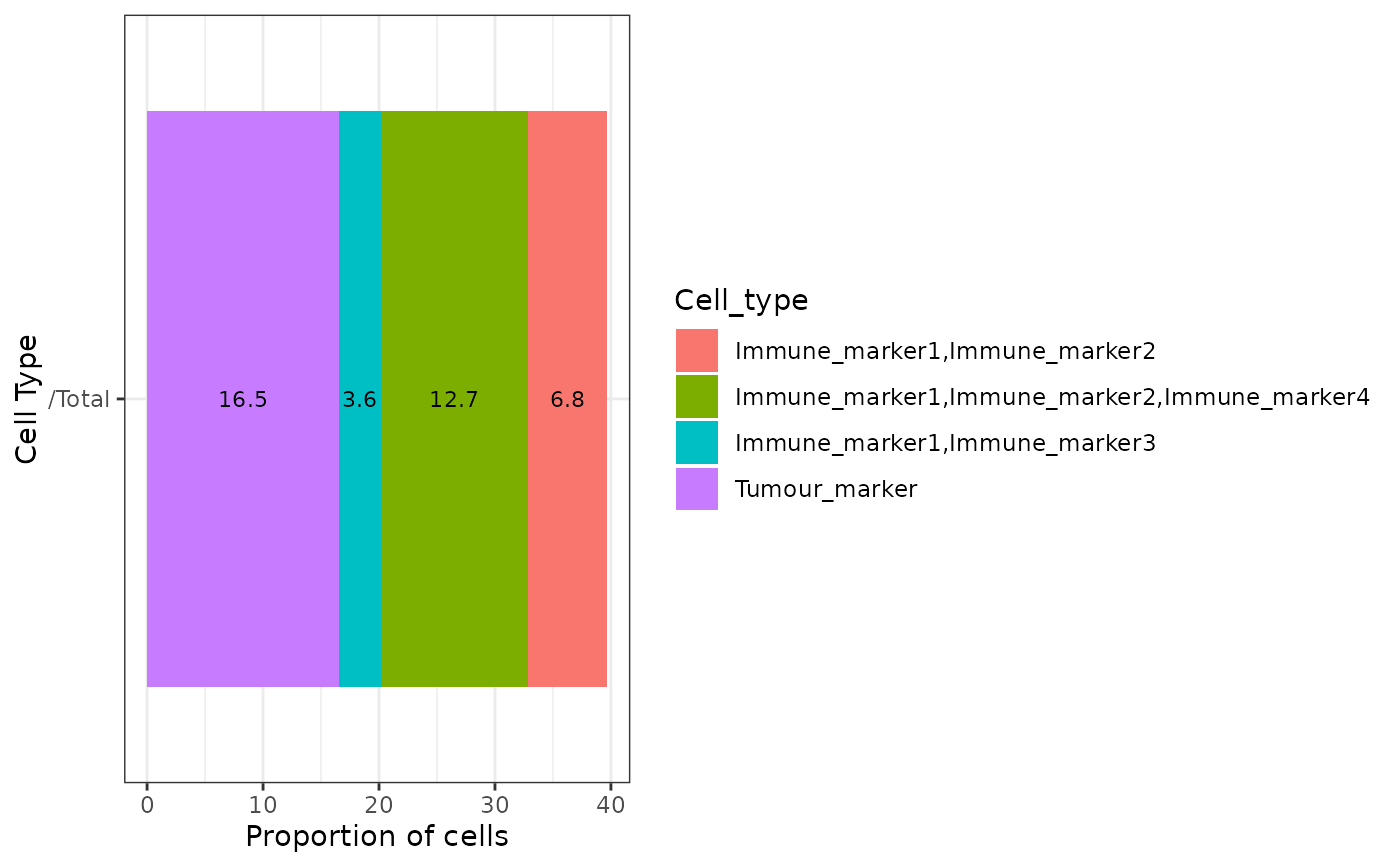 Cell Type
/Total
16.5
3.6
12.7
6.8
0
10
20
30
40
Proportion of cells
Cell_type
Immune_marker1,Immune_marker2
Immune_marker1,Immune_marker2,Immune_marker4
Immune_marker1,Immune_marker3
Tumour_marker